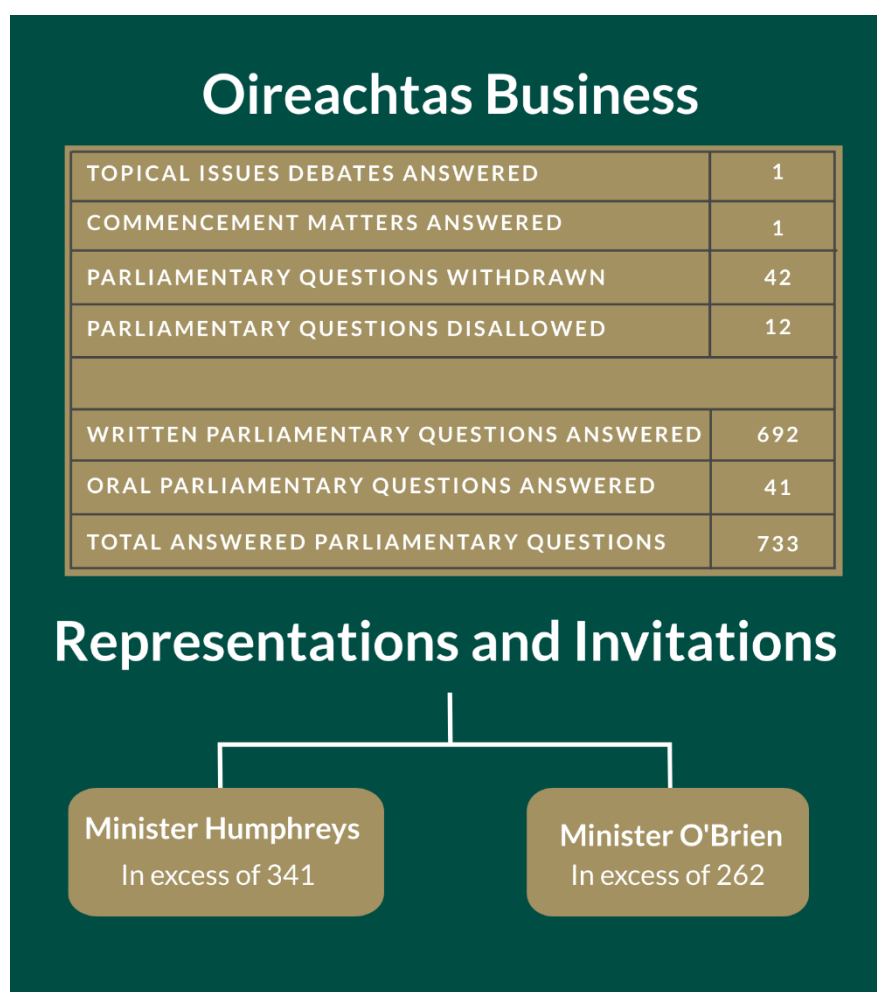 Oireachtas Business
TOPICAL ISSUES DEBATES ANSWERED 1
COMMENCEMENT MATTERS ANSWERED 1
PARLIAMENTARY QUESTIONS WITHDRAWN 42
PARLIAMENTARY QUESTIONS DISALLOWED 12
WRITTEN PARLIAMENTARY QUESTIONS ANSWERED 692
ORAL PARLIAMENTARY QUESTIONS ANSWERED 41
TOTAL ANSWERED PARLIAMENTARY QUESTIONS 733
Representations and Invitations
Minister Humphreys
In excess of 341
Minister O'Brien
In excess of 262